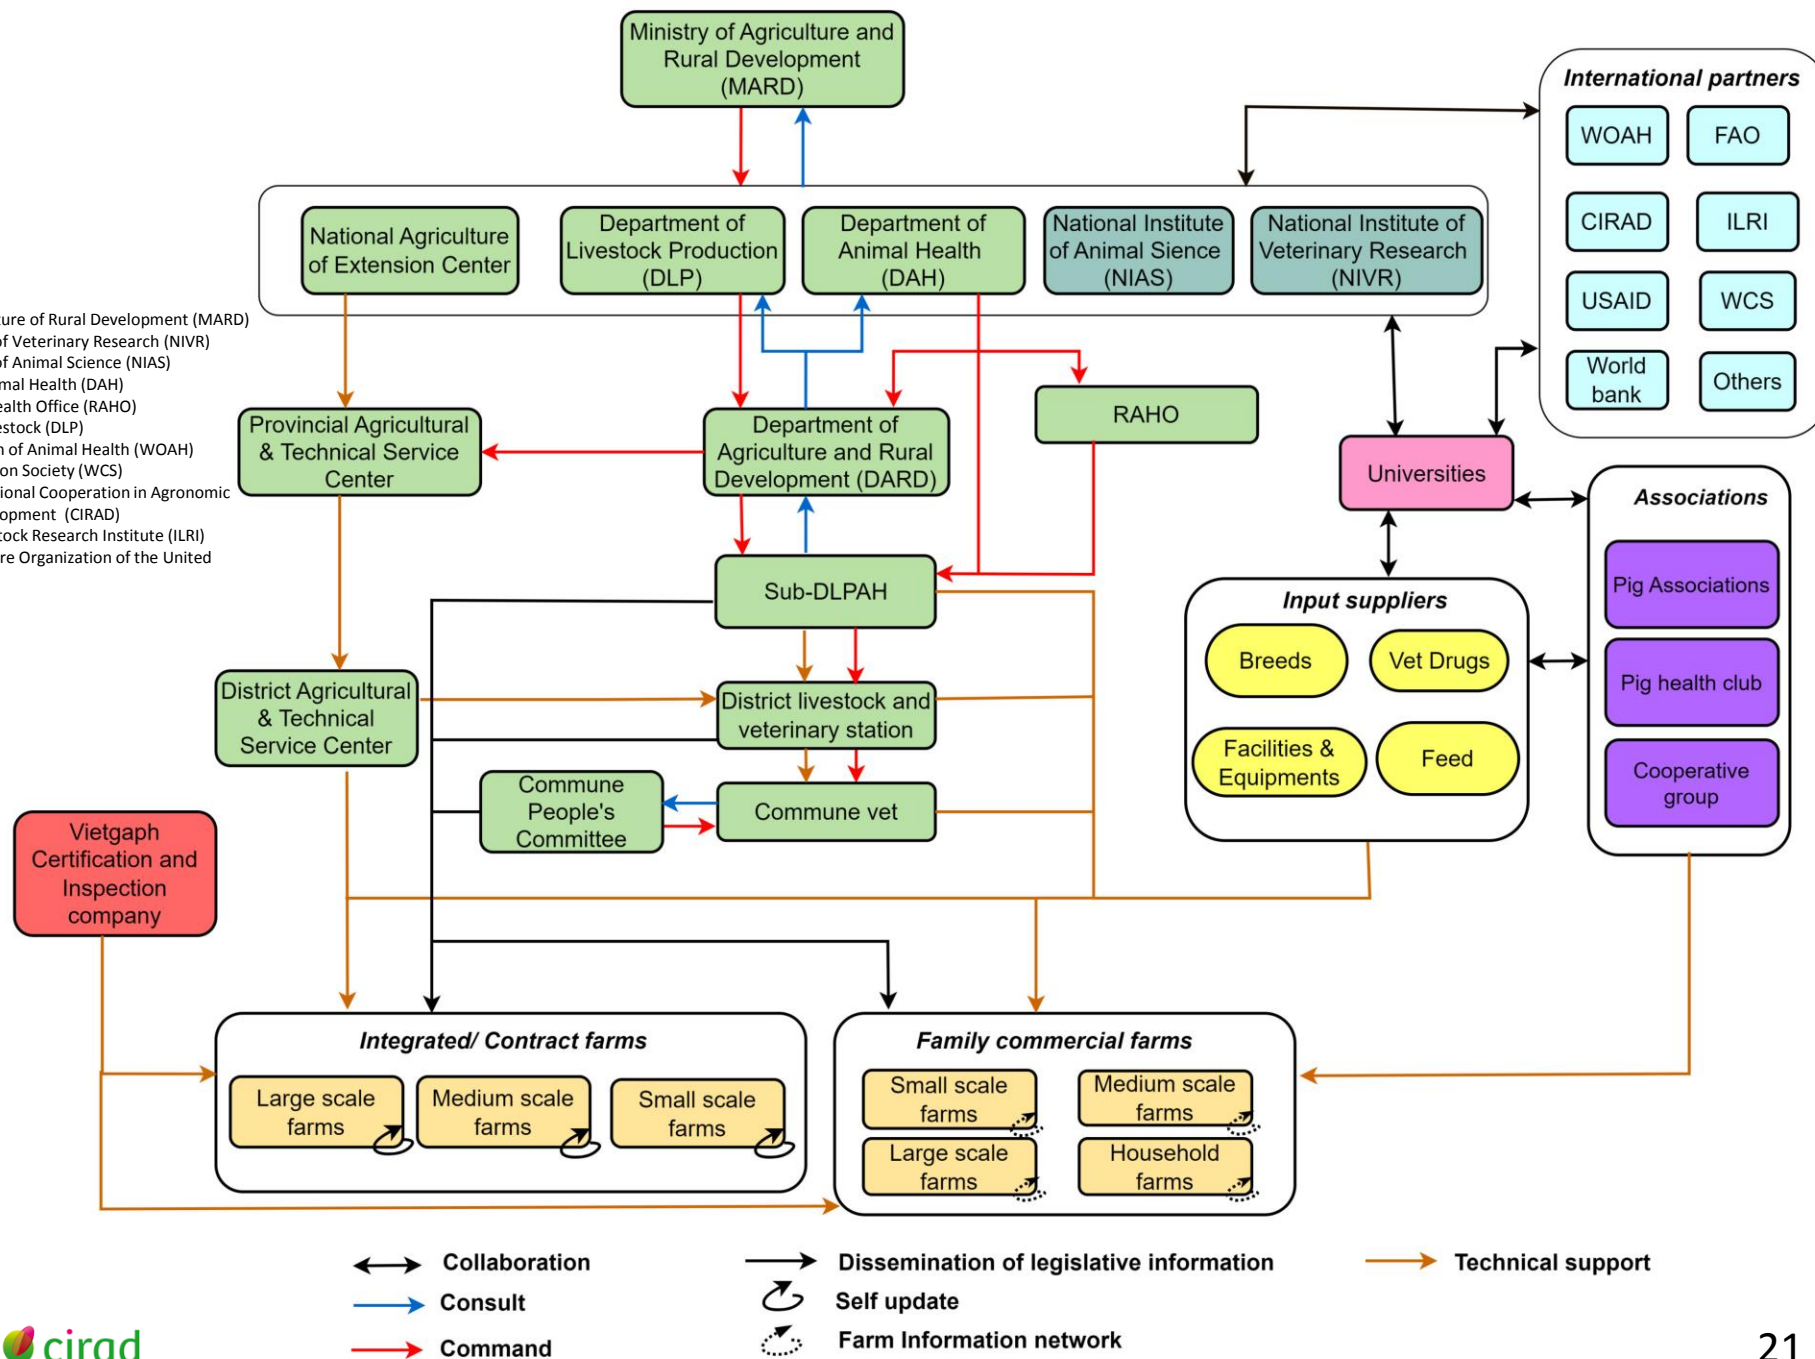 Ministry of Agriculture and
Rural Development
(MARD)
International partners
WOAH
FAO
CIRAD
ILRI
USAID
WCS
World
bank
Others
National Agriculture
of Extension Center
Department of
Livestock Production
(DLP)
Department of
Animal Health
(DAH)
National Institute
of Animal Sience
(NIAS)
National Institute of
Veterinary Research
(NIVR)
ture of Rural Development (MARD)
of Veterinary Research (NIVR)
of Animal Science (NIAS)
mal Health (DAH)
ealth Office (RAHO)
estock (DLP)
n of Animal Health (WOAH)
on Society (WCS)
ional Cooperation in Agronomic
opment (CIRAD)
tock Research Institute (ILRI)
re Organization of the United
Provincial Agricultural
& Technical Service
Center
Department of
Agriculture and Rural
Development (DARD)
RAHO
Universities
Associations
Pig Associations
Pig health club
Cooperative
group
Sub-DLPAH
Input suppliers
Breeds
Vet Drugs
Facilities &
Equipments
Feed
District Agricultural
& Technical
Service Center
District livestock and
veterinary station
Commune
People's
Committee
Commune vet
Vietgaph
Certification and
Inspection
company
Integrated/ Contract farms
Large scale
farms
Medium scale
farms
Small scale
farms
Family commercial farms
Small scale
farms
Medium scale
farms
Large scale
farms
Household
farms
Collaboration
Consult
Command
Dissemination of legislative information
Self update
Farm Information network
Technical support
cirad
21